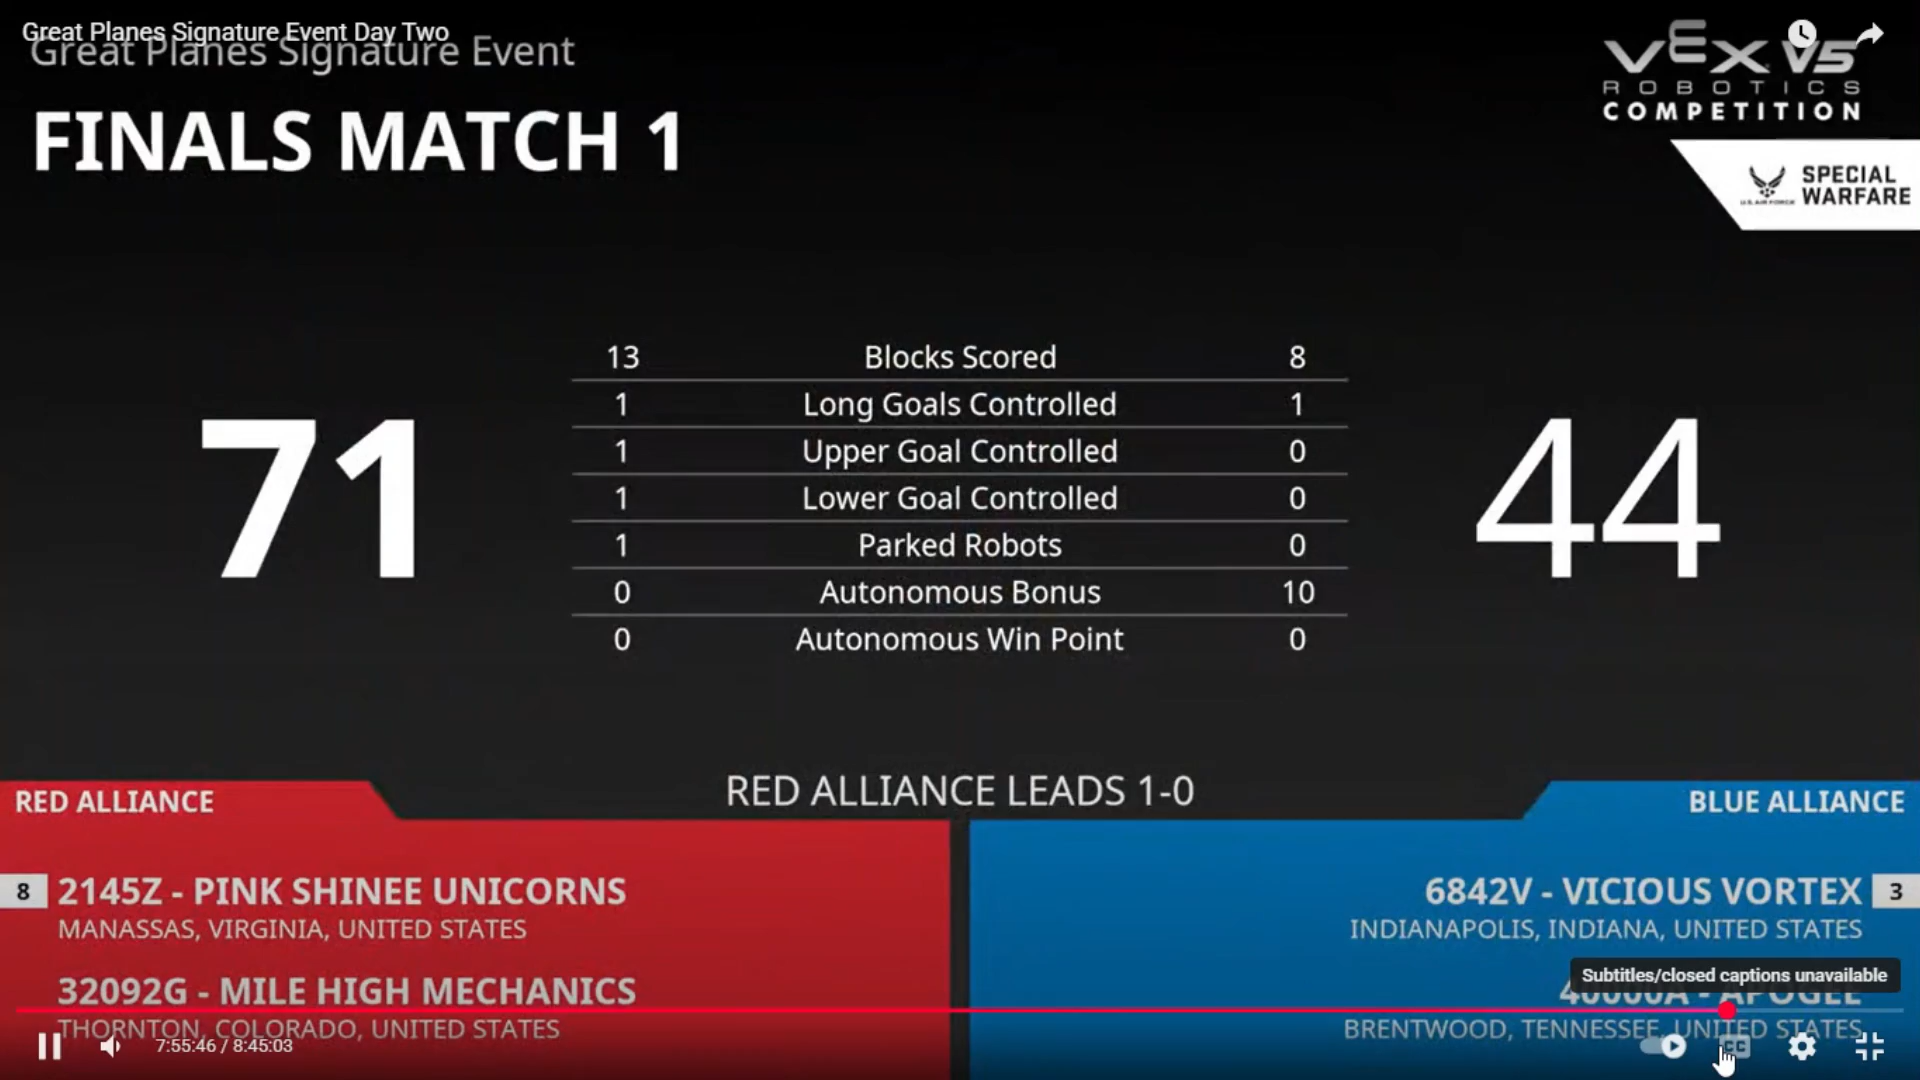 Great Planes Signature Event Day Two
Great Planes Signature Event
FINALS MATCH 1
VEX V5
ROBOTICS
COMPETITION
U.S. AIR FORCE
SPECIAL
WARFARE
71
13 Blocks Scored 8
1 Long Goals Controlled 1
1 Upper Goal Controlled 0
1 Lower Goal Controlled 0
1 Parked Robots 0
0 Autonomous Bonus 10
0 Autonomous Win Point 0
44
RED ALLIANCE LEADS 1-0
RED ALLIANCE
8 2145Z - PINK SHINEE UNICORNS
MANASSAS, VIRGINIA, UNITED STATES
32092G - MILE HIGH MECHANICS
THORNTON, COLORADO, UNITED STATES
BLUE ALLIANCE
6842V - VICIOUS VORTEX 3
INDIANAPOLIS, INDIANA, UNITED STATES
Subtitles/closed captions unavailable
40000A - APOGEE
BRENTWOOD, TENNESSEE, UNITED STATES
7:55:46 / 8:45:03
CC